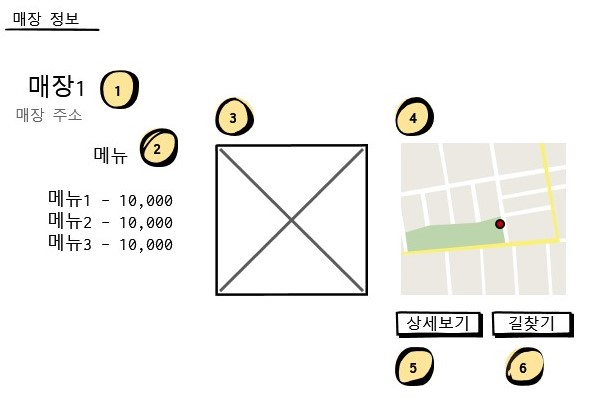 매장 정보
매장1
1
매장 주소
메뉴
2
메뉴1 - 10,000
메뉴2 - 10,000
메뉴3 - 10,000
3
4
상세보기
길찾기
5
6